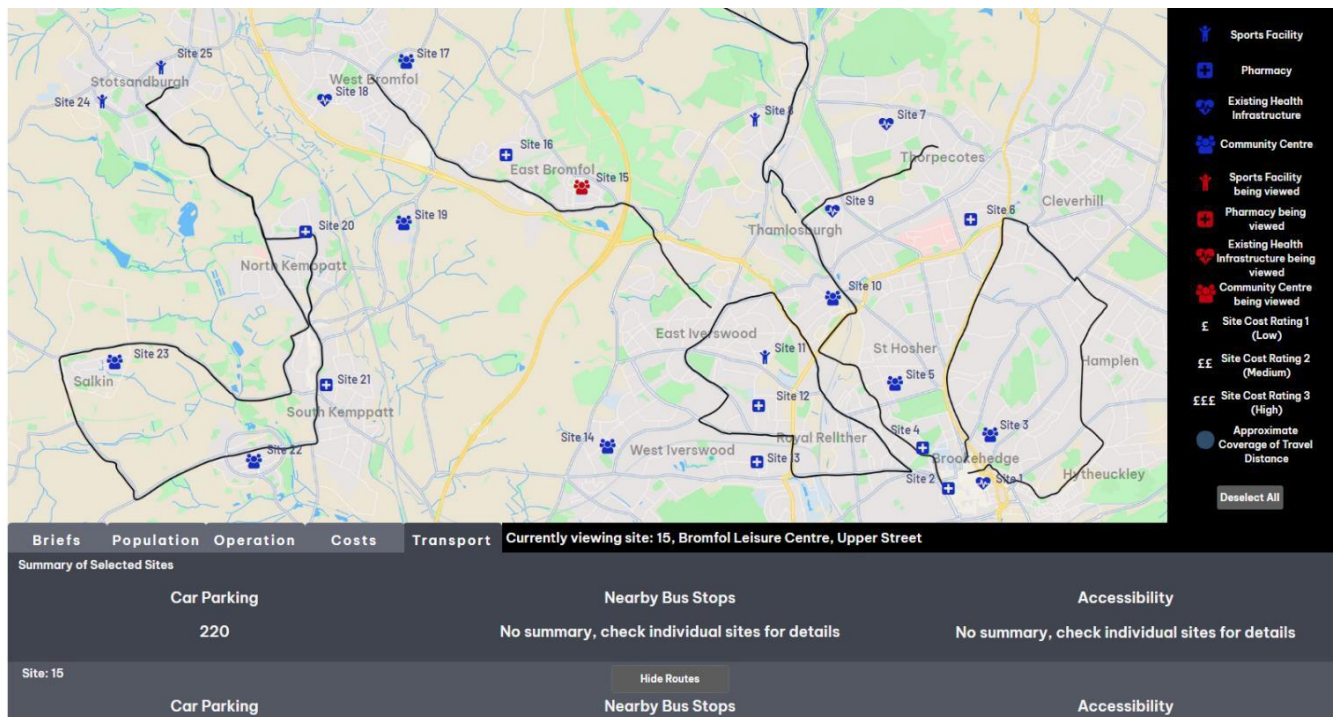 Site 25
Stotsandburgh
Site 24
Site 17
West Bromfol
Site 18
Site 16
East Bromfol
Site 15
Site 8
Site 7
Thorpecotes
Site 9
Thamlosburgh
Site 6
Cleverhill
Site 20
Site 19
North Kemppatt
Site 10
East Iverswood
Site 11
St Hosher
Site 5
Hamplen
Site 23
Salkin
Site 21
South Kemppatt
Site 12
Site 14
West Iverswood
Royal Rellther
Site 4
Site 3
Brookehedge
Site 22
Site 13
Site 2
Site 1
Hytheuckley
Sports Facility
Pharmacy
Existing Health
Infrastructure
Community Centre
Sports Facility
being viewed
Pharmacy being
viewed
Existing Health
Infrastructure being
viewed
Community Centre
being viewed
£ Site Cost Rating 1
(Low)
££ Site Cost Rating 2
(Medium)
£££ Site Cost Rating 3
(High)
Approximate
Coverage of Travel
Distance
Deselect All
Briefs Population Operation Costs Transport Currently viewing site: 15, Bromfol Leisure Centre, Upper Street
Summary of Selected Sites
Car Parking Nearby Bus Stops Accessibility
220 No summary, check individual sites for details No summary, check individual sites for details
Site: 15 Hide Routes
Car Parking Nearby Bus Stops Accessibility